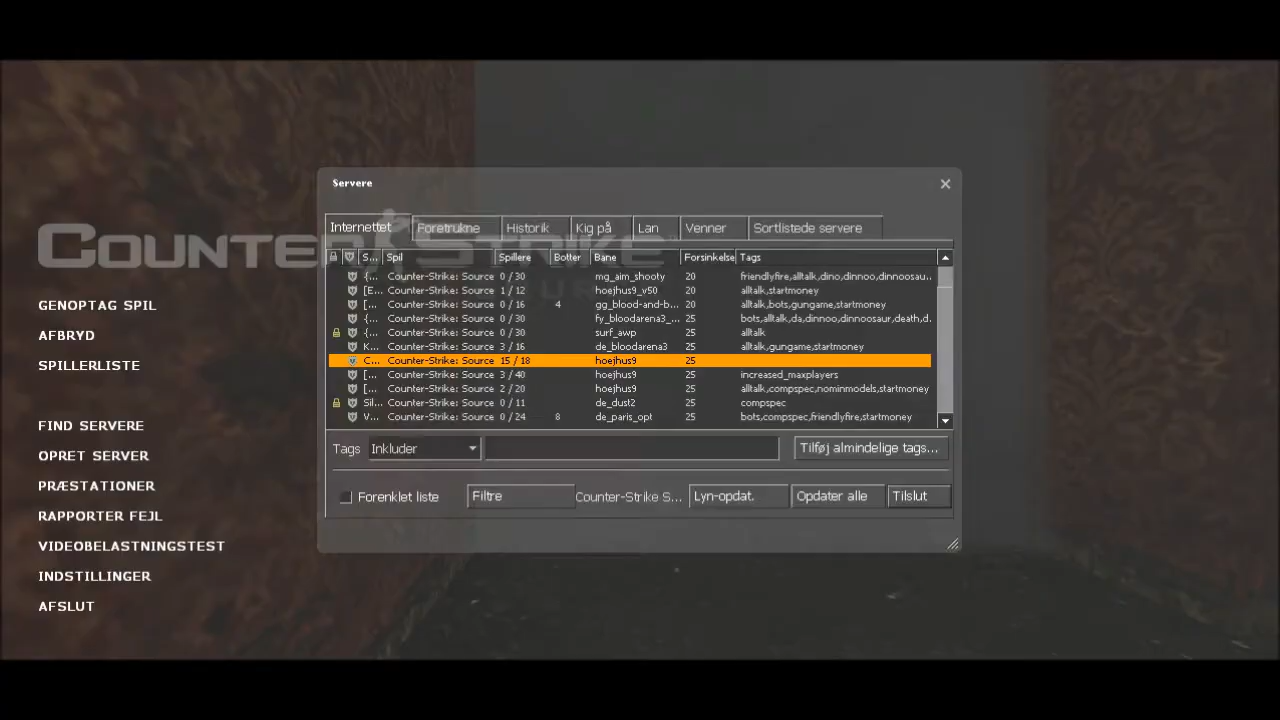 Servere
Internettet Foretrukne Historik Kig på Lan Venner Sortlistede servere
COUNTER STRIKE
S... Spil Spillere Botter Bane Forsinkelse Tags
{... Counter-Strike: Source 0 / 30 mg_aim_shooty 20 friendlyfire,alltalk,dino,dinnoo,dinnoosau..
[E... Counter-Strike: Source 1 / 12 hoejhus9_v50 20 alltalk,startmoney
[... Counter-Strike: Source 0 / 16 4 gg_blood-and-b... 20 alltalk,bots,gungame,startmoney
{... Counter-Strike: Source 0 / 30 fy_bloodarena3_... 25 bots,alltalk,da,dinnoo,dinnoosaur,death,d..
{... Counter-Strike: Source 0 / 30 surf_awp 25 alltalk
K... Counter-Strike: Source 3 / 16 de_bloodarena3 25 alltalk,gungame,startmoney
C... Counter-Strike: Source 15 / 18 hoejhus9 25
[... Counter-Strike: Source 3 / 40 hoejhus9 25 increased_maxplayers
[... Counter-Strike: Source 2 / 20 hoejhus9 25 alltalk,compspec,nominmodels,startmoney
Sil... Counter-Strike: Source 0 / 11 de_dust2 25 compspec
V... Counter-Strike: Source 0 / 24 8 de_paris_opt 25 bots,compspec,friendlyfire,startmoney
Tags Inkluder Tilføj almindelige tags...
Forenklet liste Filtre Counter-Strike S... Lyn-opdat. Opdater alle Tilslut
GENOPTAG SPIL
AFBRYD
SPILLERLISTE
FIND SERVERE
OPRET SERVER
PRÆSTATIONER
RAPPORTER FEJL
VIDEOBELASTNINGSTEST
INDSTILLINGER
AFSLUT